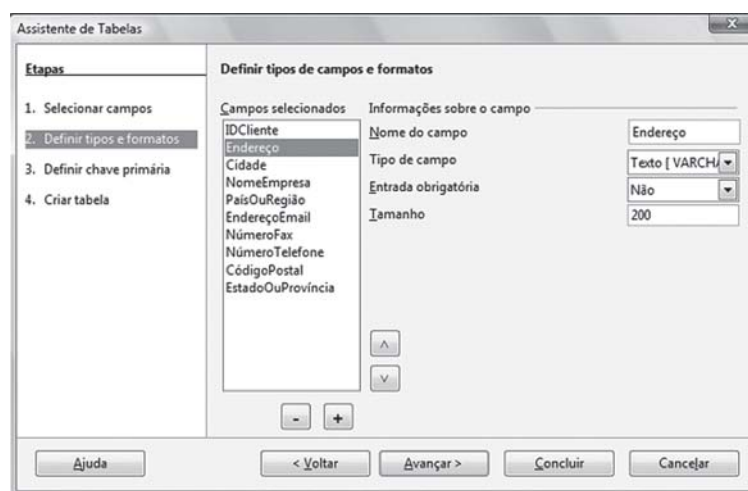 Assistente de Tabelas
Etapas
1. Selecionar campos
2. Definir tipos e formatos
3. Definir chave primária
4. Criar tabela
Definir tipos de campos e formatos
Campos selecionados
IDCliente
Endereço
Cidade
NomeEmpresa
PaísOuRegião
EndereçoEmail
NúmeroFax
NúmeroTelefone
CódigoPostal
EstadoOuProvíncia
- +
Informações sobre o campo
Nome do campo Endereço
Tipo de campo Texto [ VARCHA
Entrada obrigatória Não
Tamanho 200
Ajuda < Voltar Avançar > Concluir Cancelar